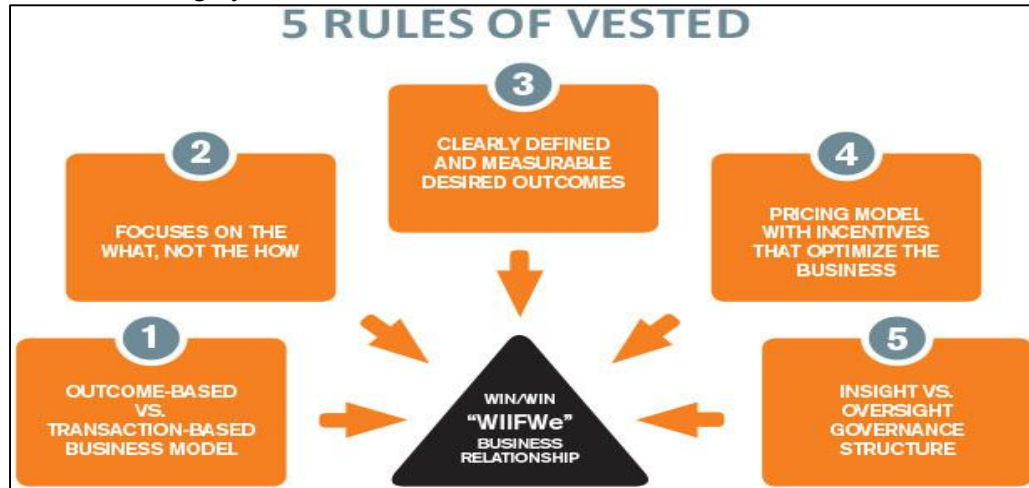 5 RULES OF VESTED
1
OUTCOME-BASED
VS.
TRANSACTION-BASED
BUSINESS MODEL
2
FOCUSES ON THE
WHAT, NOT THE HOW
3
CLEARLY DEFINED
AND MEASURABLE
DESIRED OUTCOMES
4
PRICING MODEL
WITH INCENTIVES
THAT OPTIMIZE THE
BUSINESS
5
INSIGHT VS.
OVERSIGHT
GOVERNANCE
STRUCTURE
WIN/WIN
“WIIFWe”
BUSINESS
RELATIONSHIP